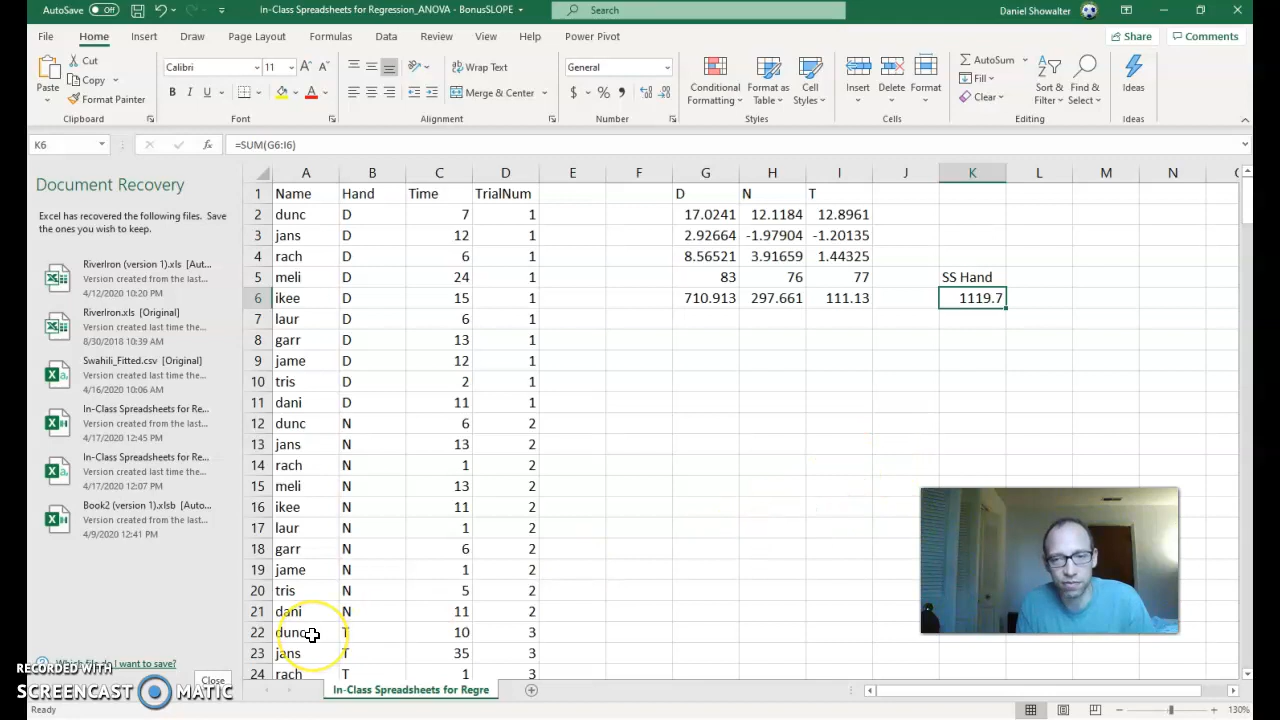 AutoSave Off In-Class Spreadsheets for Regression_ANOVA - BonusSLOPE Search Daniel Showalter
File Home Insert Draw Page Layout Formulas Data Review View Help Power Pivot Share Comments
Paste Cut Copy Format Painter Clipboard
Calibri 11 B I U A Font
Wrap Text Merge & Center Alignment
General $ % Number
Conditional Formatting Format as Table Cell Styles Styles
Insert Delete Format Cells
AutoSum Fill Clear Sort & Filter Find & Select Editing
Ideas Ideas
K6 fx =SUM(G6:I6)
Document Recovery
Excel has recovered the following files. Save
the ones you wish to keep.
RiverIron (version 1).xls [Aut...
Version created from the last...
4/12/2020 10:20 PM
RiverIron.xls [Original]
Version created last time the...
8/30/2018 10:39 AM
Swahili_Fitted.csv [Original]
Version created last time the...
4/16/2020 10:06 AM
In-Class Spreadsheets for Re...
Version created last time the...
4/17/2020 12:45 PM
In-Class Spreadsheets for Re...
Version created last time the...
4/17/2020 12:07 PM
Book2 (version 1).xlsb [Auto...
Version created from the last...
4/9/2020 12:41 PM
Which file do I want to save?
Close
A B C D E F G H I J K L M N
1 Name Hand Time TrialNum D N T
2 dunc D 7 1 17.0241 12.1184 12.8961
3 jans D 12 1 2.92664 -1.97904 -1.20135
4 rach D 6 1 8.56521 3.91659 1.44325
5 meli D 24 1 83 76 77 SS Hand
6 ikee D 15 1 710.913 297.661 111.13 1119.7
7 laur D 6 1
8 garr D 13 1
9 jame D 12 1
10 tris D 2 1
11 dani D 11 1
12 dunc N 6 2
13 jans N 13 2
14 rach N 1 2
15 meli N 13 2
16 ikee N 11 2
17 laur N 1 2
18 garr N 6 2
19 jame N 1 2
20 tris N 5 2
21 dani N 11 2
22 dunc T 10 3
23 jans T 35 3
24 rach T 1 3
In-Class Spreadsheets for Regre
Ready 130%
RECORDED WITH
SCREENCAST MATIC